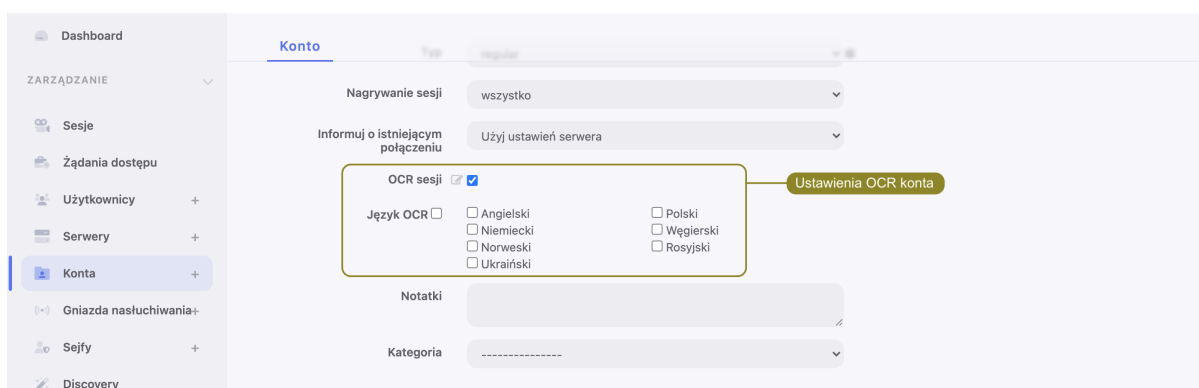 Dashboard
ZARZĄDZANIE
Sesje
Żądania dostępu
Użytkownicy +
Serwery +
Konta +
Gniazda nasłuchiwania+
Sejfy +
Discovery
Konto
Typ regular
Nagrywanie sesji wszystko
Informuj o istniejącym
połączeniu
Użyj ustawień serwera
OCR sesji
Język OCR
Angielski Polski
Niemiecki Węgierski
Norweski Rosyjski
Ukraiński
Ustawienia OCR konta
Notatki
Kategoria ---------------